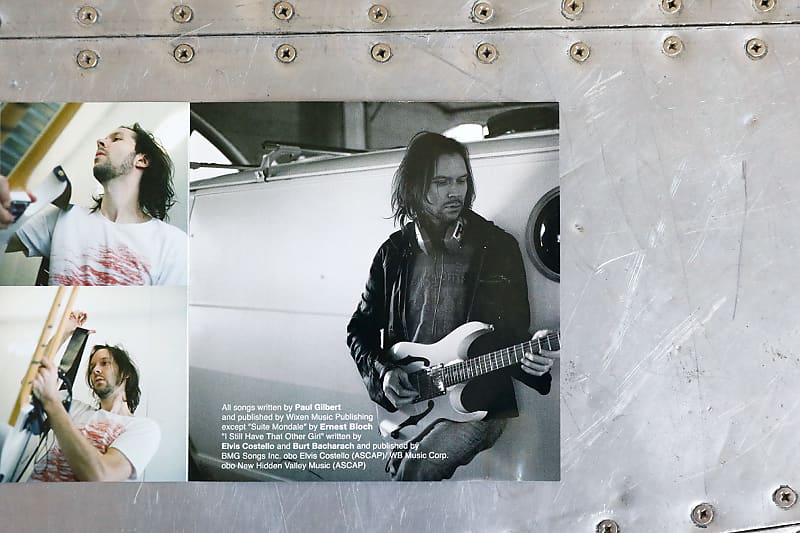 All songs written by Paul Gilbert
and published by Wixen Music Publishing
except "Suite Mondale" by Ernest Bloch
"I Still Have That Other Girl" written by
Elvis Costello and Burt Bacharach and published by
BMG Songs Inc. obo Elvis Costello (ASCAP)/ WB Music Corp.
obo New Hidden Valley Music (ASCAP)